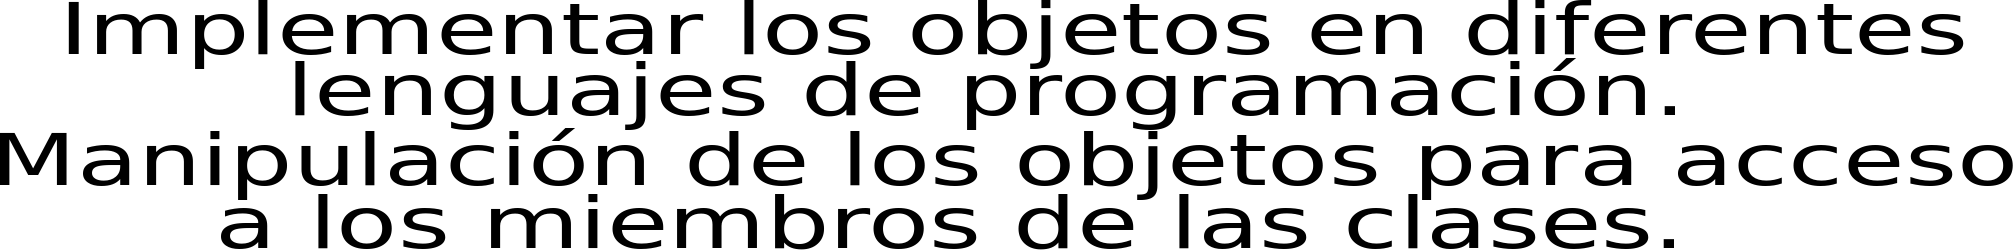 Implementar los objetos en diferentes
lenguajes de programación.
Manipulación de los objetos para acceso
a los miembros de las clases.